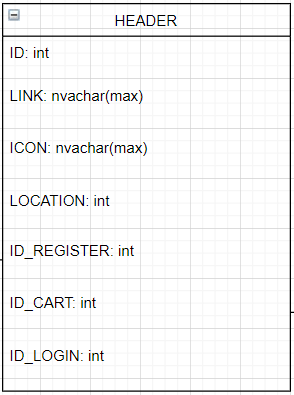 HEADER
ID: int
LINK: nvachar(max)
ICON: nvachar(max)
LOCATION: int
ID_REGISTER: int
ID_CART: int
ID_LOGIN: int